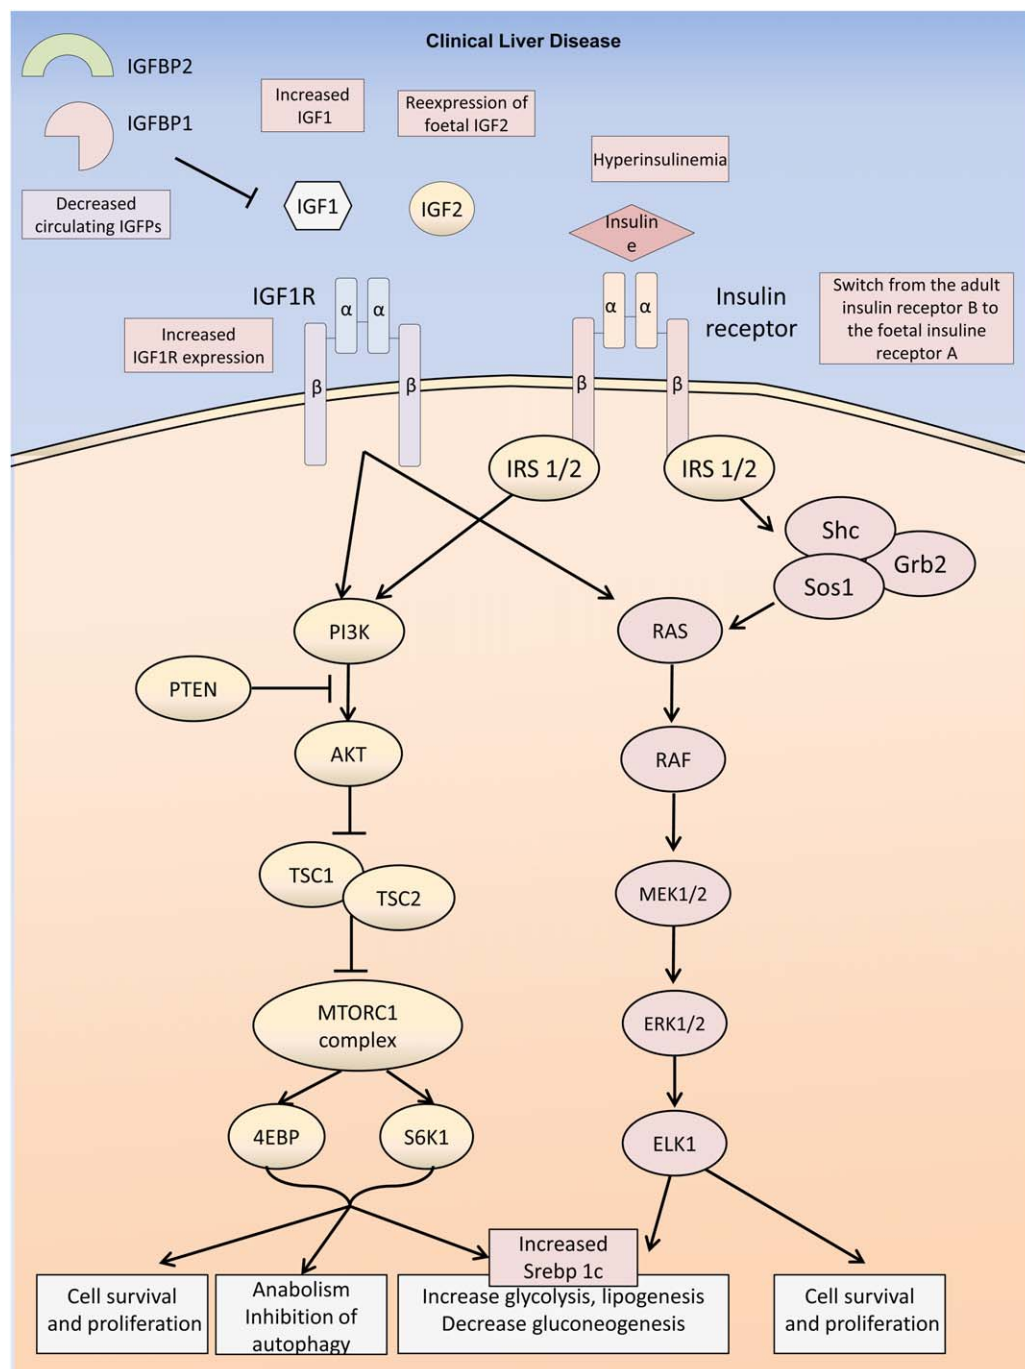 Clinical Liver Disease
IGFBP2
IGFBP1
Decreased
circulating IGFPs
Increased
IGF1
Reexpression of
foetal IGF2
Hyperinsulinemia
IGF1
IGF2
Insulin
e
IGF1R
Increased
IGF1R expression
α
α
β
β
α
α
β
β
Insulin
receptor
Switch from the adult
insulin receptor B to
the foetal insuline
receptor A
IRS 1/2
IRS 1/2
Shc
Grb2
Sos1
PI3K
RAS
PTEN
AKT
RAF
TSC1
TSC2
MEK1/2
MTORC1
complex
ERK1/2
4EBP
S6K1
ELK1
Cell survival
and proliferation
Anabolism
Inhibition of
autophagy
Increased
Srebp 1c
Increase glycolysis, lipogenesis
Decrease gluconeogenesis
Cell survival
and proliferation